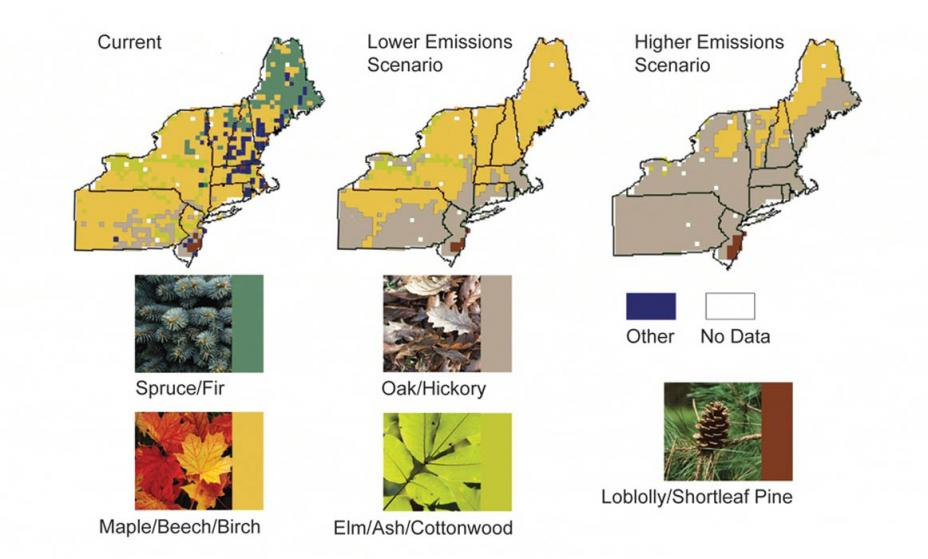 Current
Lower Emissions
Scenario
Higher Emissions
Scenario
Other
No Data
Spruce/Fir
Oak/Hickory
Maple/Beech/Birch
Elm/Ash/Cottonwood
Loblolly/Shortleaf Pine